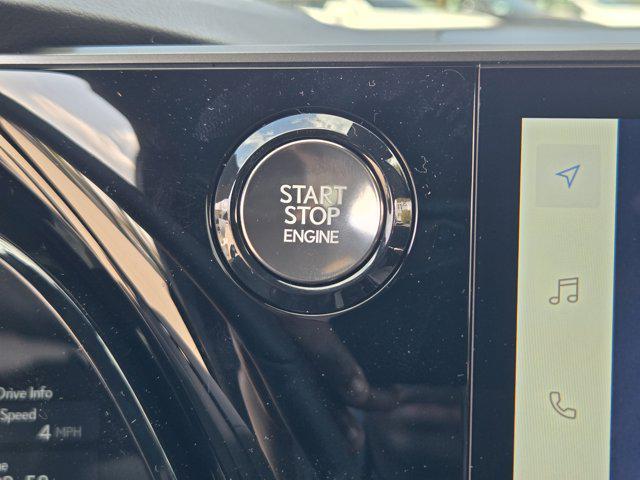 START
STOP
ENGINE
Drive Info
Speed
4 MPH